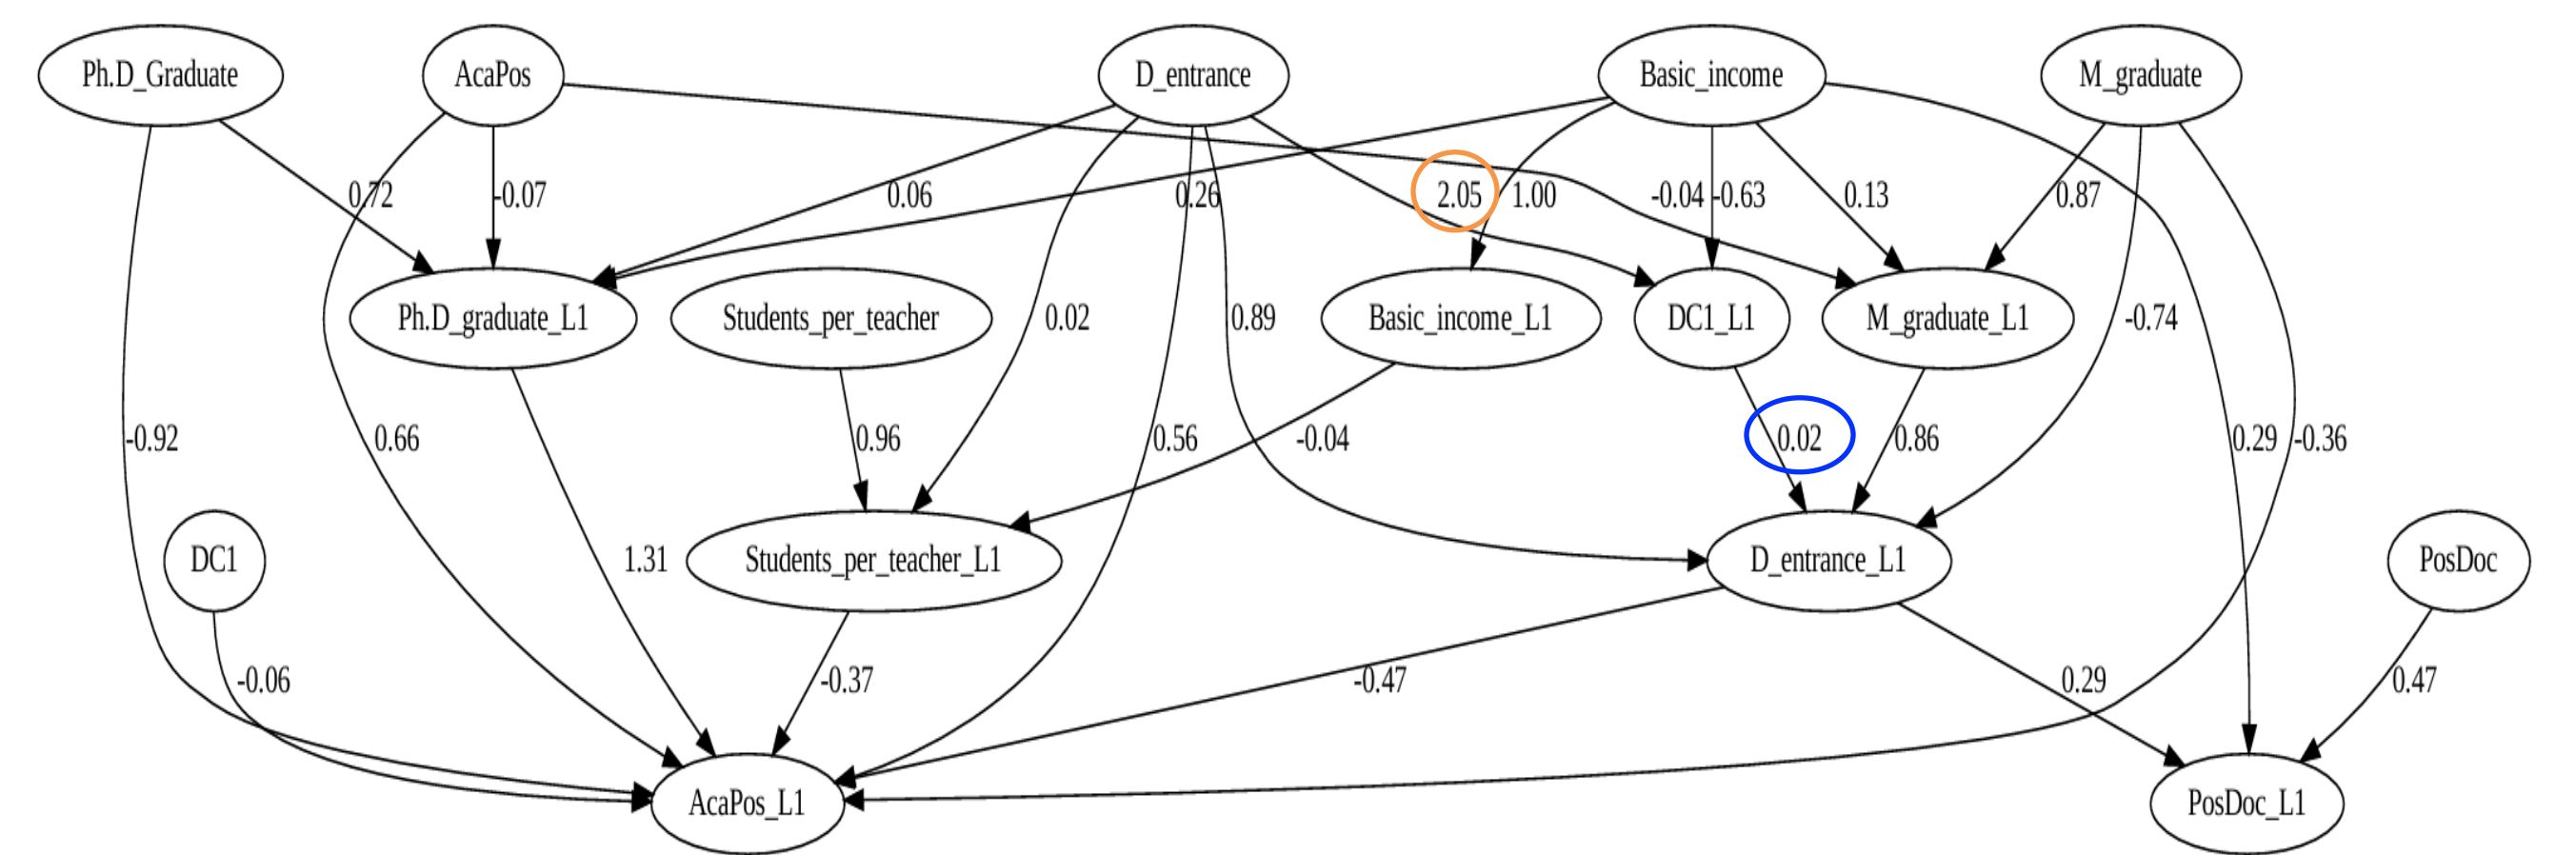 Ph.D_Graduate AcaPos D_entrance Basic_income M_graduate
0.72 -0.07 0.06 0.26 2.05 1.00 -0.04 -0.63 0.13 0.87
Ph.D_graduate_L1 Students_per_teacher 0.02 0.89 Basic_income_L1 DC1_L1 M_graduate_L1 -0.74
-0.92 0.66 0.96 0.56 -0.04 0.02 0.86 0.29 -0.36
DC1 1.31 Students_per_teacher_L1 D_entrance_L1 PosDoc
-0.06 -0.37 -0.47 0.29 0.47
AcaPos_L1 PosDoc_L1